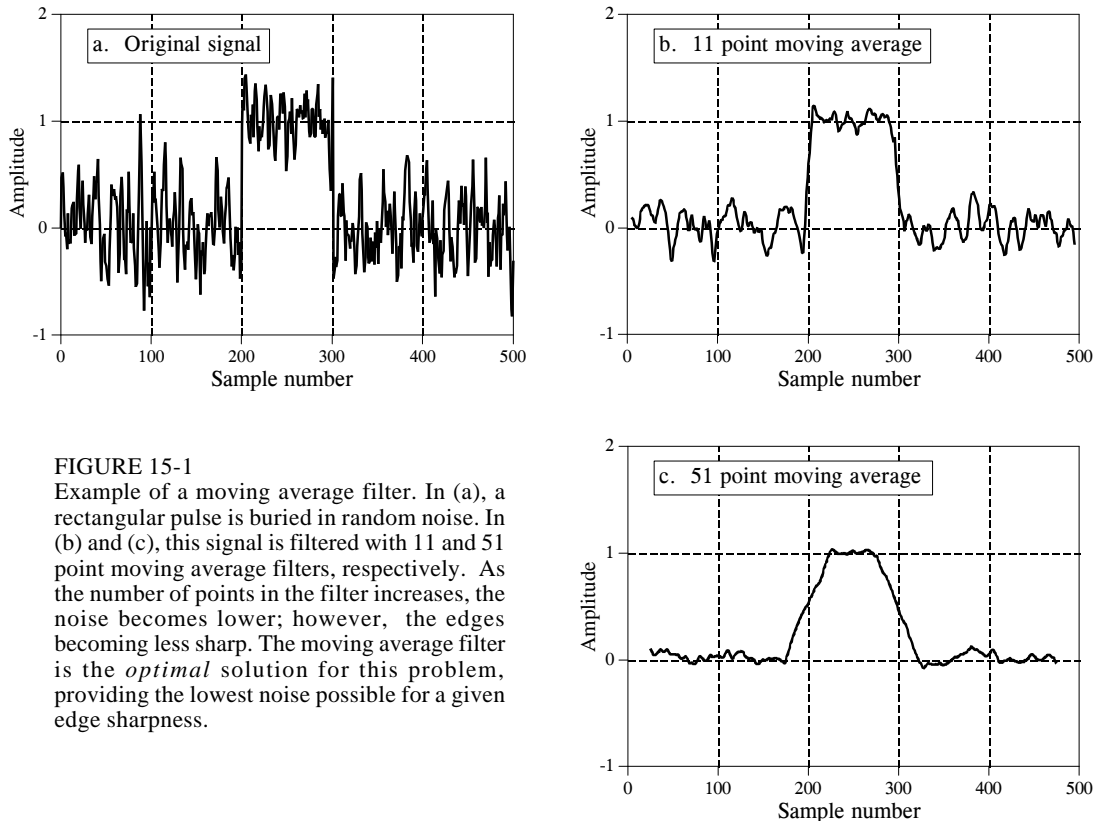 2
a. Original signal
1
Amplitude
0
-1
0 100 200 300 400 500
Sample number
2
b. 11 point moving average
1
Amplitude
0
-1
0 100 200 300 400 500
Sample number
FIGURE 15-1
Example of a moving average filter. In (a), a
rectangular pulse is buried in random noise. In
(b) and (c), this signal is filtered with 11 and 51
point moving average filters, respectively. As
the number of points in the filter increases, the
noise becomes lower; however, the edges
becoming less sharp. The moving average filter
is the optimal solution for this problem,
providing the lowest noise possible for a given
edge sharpness.
2
c. 51 point moving average
1
Amplitude
0
-1
0 100 200 300 400 500
Sample number